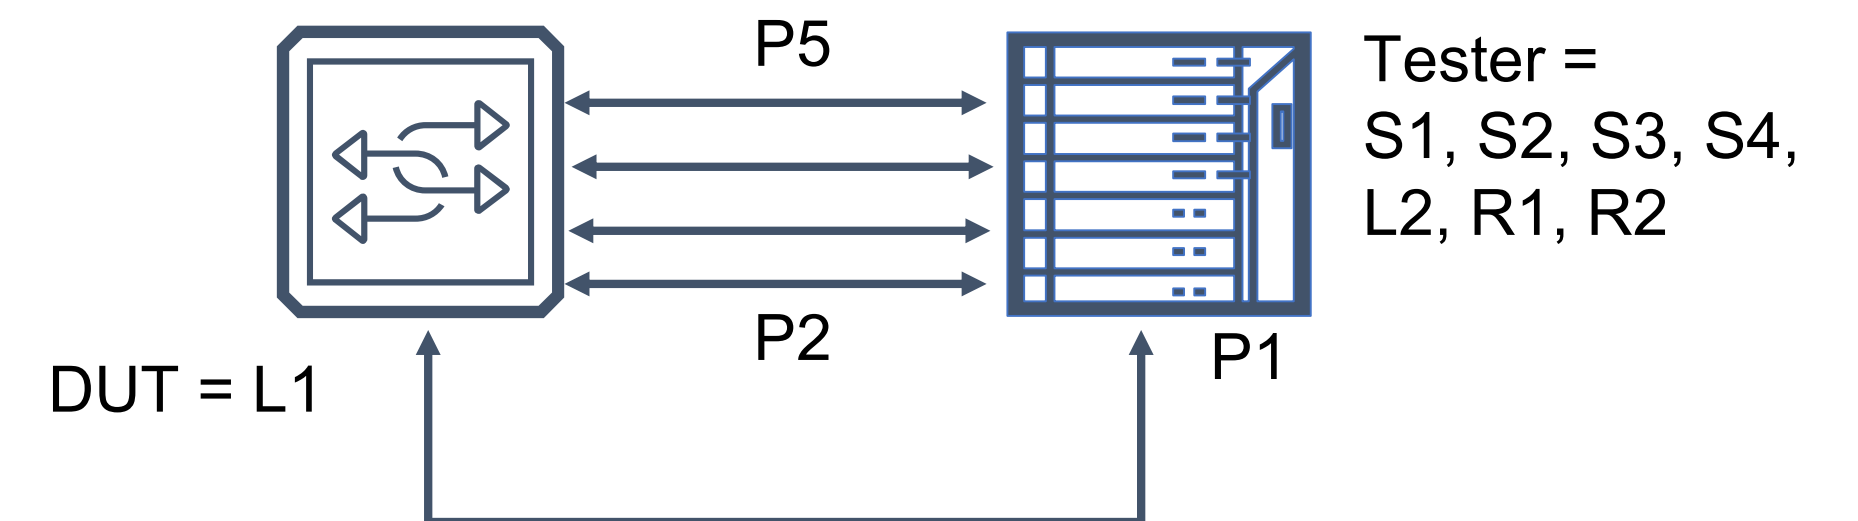 P5
Tester =
S1, S2, S3, S4,
L2, R1, R2
P2
P1
DUT = L1